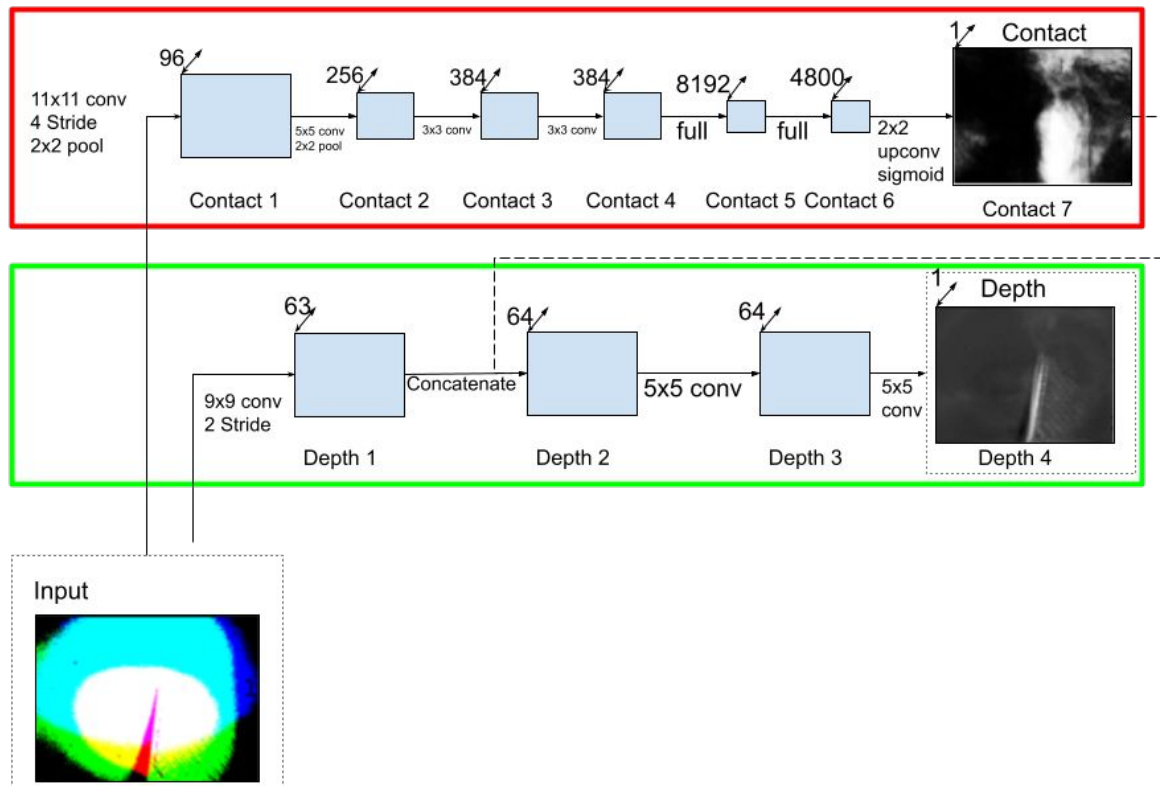 96
256
384
384
8192
4800
1
Contact
11x11 conv
4 Stride
2x2 pool
5x5 conv
2x2 pool
3x3 conv
3x3 conv
full
full
2x2
upconv
sigmoid
Contact 1
Contact 2
Contact 3
Contact 4
Contact 5
Contact 6
Contact 7
63
64
64
1
Depth
9x9 conv
2 Stride
Concatenate
5x5 conv
5x5
conv
Depth 1
Depth 2
Depth 3
Depth 4
Input